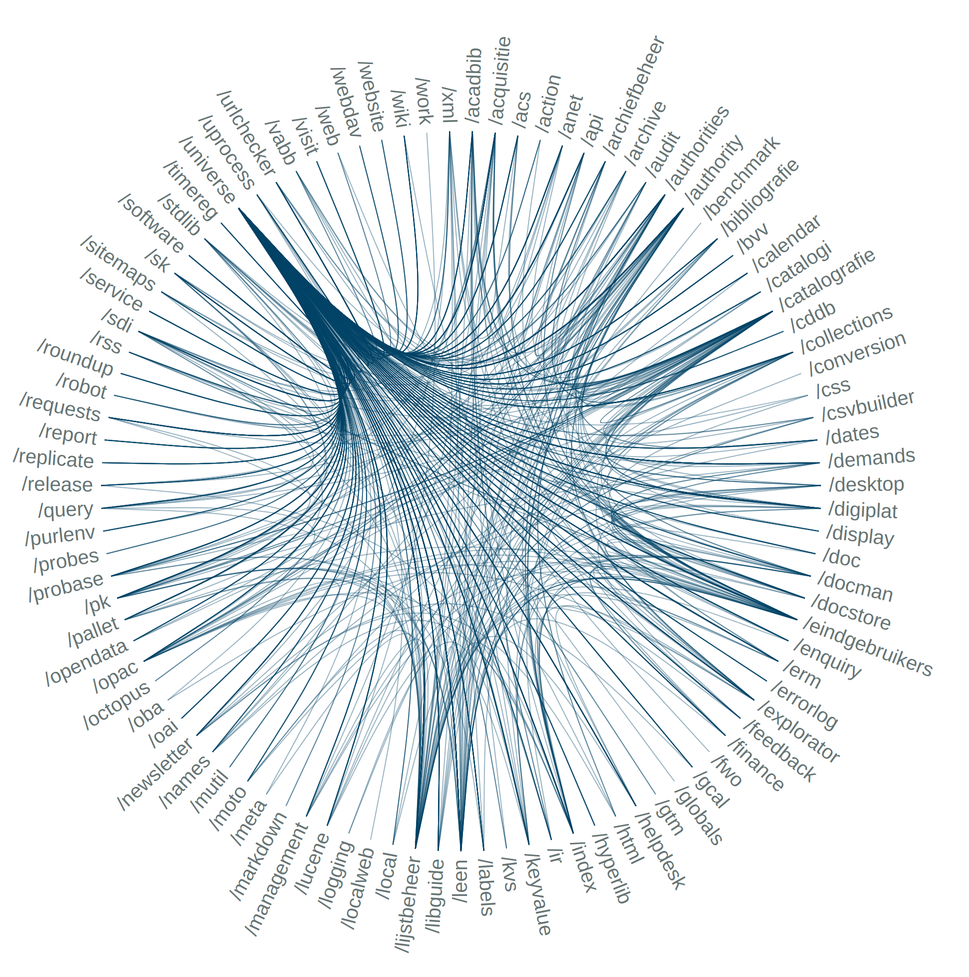 /acadbib
/acquisitie
/acs
/action
/anet
/api
/archiefbeheer
/archive
/audit
/authorities
/authority
/benchmark
/bibliografie
/bvv
/calendar
/catalogi
/catalografie
/cddb
/collections
/conversion
/css
/csvbuilder
/dates
/demands
/desktop
/digiplat
/display
/doc
/docman
/docstore
/eindgebruikers
/enquiry
/erm
/errorlog
/explorator
/feedback
/finance
/fwo
/gcal
/globals
/gtm
/helpdesk
/html
/hyperlib
/index
/ir
/keyvalue
/kvs
/labels
/leen
/libguide
/lijstbeheer
/local
/localweb
/logging
/lucene
/management
/markdown
/meta
/moto
/mutil
/names
/newsletter
/oai
/oba
/octopus
/opac
/opendata
/pallet
/pk
/probase
/probes
/purlenv
/query
/release
/replicate
/report
/requests
/robot
/roundup
/rss
/sdi
/service
/sitemaps
/sk
/software
/stdlib
/timereg
/universe
/uprocess
/urlchecker
/vabb
/visit
/web
/webdav
/website
/wiki
/work
/xml